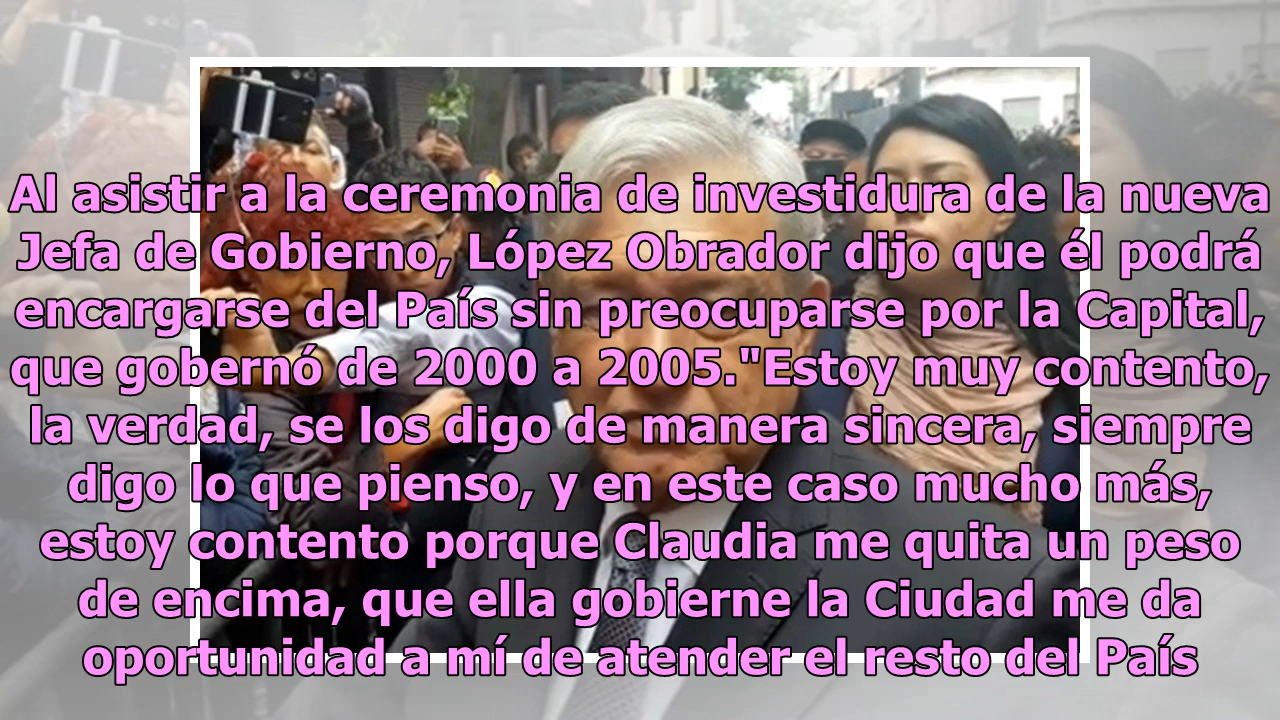 Al asistir a la ceremonia de investidura de la nueva
Jefa de Gobierno, López Obrador dijo que él podrá
encargarse del País sin preocuparse por la Capital,
que gobernó de 2000 a 2005."Estoy muy contento,
la verdad, se los digo de manera sincera, siempre
digo lo que pienso, y en este caso mucho más,
estoy contento porque Claudia me quita un peso
de encima, que ella gobierne la Ciudad me da
oportunidad a mí de atender el resto del País